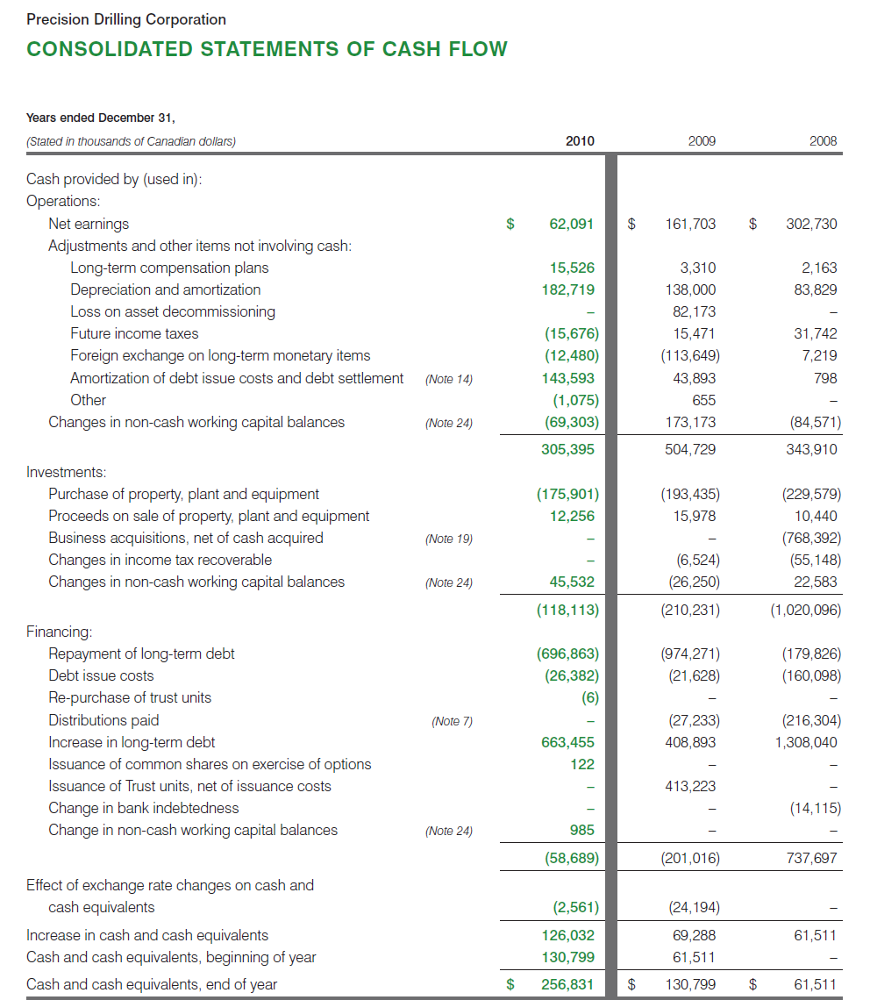 Precision Drilling Corporation
CONSOLIDATED STATEMENTS OF CASH FLOW
Years ended December 31,
(Stated in thousands of Canadian dollars) 2010 2009 2008
Cash provided by (used in):
Operations:
Net earnings $ 62,091 $ 161,703 $ 302,730
Adjustments and other items not involving cash:
Long-term compensation plans 15,526 3,310 2,163
Depreciation and amortization 182,719 138,000 83,829
Loss on asset decommissioning – 82,173 –
Future income taxes (15,676) 15,471 31,742
Foreign exchange on long-term monetary items (12,480) (113,649) 7,219
Amortization of debt issue costs and debt settlement (Note 14) 143,593 43,893 798
Other (1,075) 655 –
Changes in non-cash working capital balances (Note 24) (69,303) 173,173 (84,571)
305,395 504,729 343,910
Investments:
Purchase of property, plant and equipment (175,901) (193,435) (229,579)
Proceeds on sale of property, plant and equipment 12,256 15,978 10,440
Business acquisitions, net of cash acquired (Note 19) – – (768,392)
Changes in income tax recoverable – (6,524) (55,148)
Changes in non-cash working capital balances (Note 24) 45,532 (26,250) 22,583
(118,113) (210,231) (1,020,096)
Financing:
Repayment of long-term debt (696,863) (974,271) (179,826)
Debt issue costs (26,382) (21,628) (160,098)
Re-purchase of trust units (6) – –
Distributions paid (Note 7) – (27,233) (216,304)
Increase in long-term debt 663,455 408,893 1,308,040
Issuance of common shares on exercise of options 122 – –
Issuance of Trust units, net of issuance costs – 413,223 –
Change in bank indebtedness – – (14,115)
Change in non-cash working capital balances (Note 24) 985 – –
(58,689) (201,016) 737,697
Effect of exchange rate changes on cash and
cash equivalents (2,561) (24,194) –
Increase in cash and cash equivalents 126,032 69,288 61,511
Cash and cash equivalents, beginning of year 130,799 61,511 –
Cash and cash equivalents, end of year $ 256,831 $ 130,799 $ 61,511